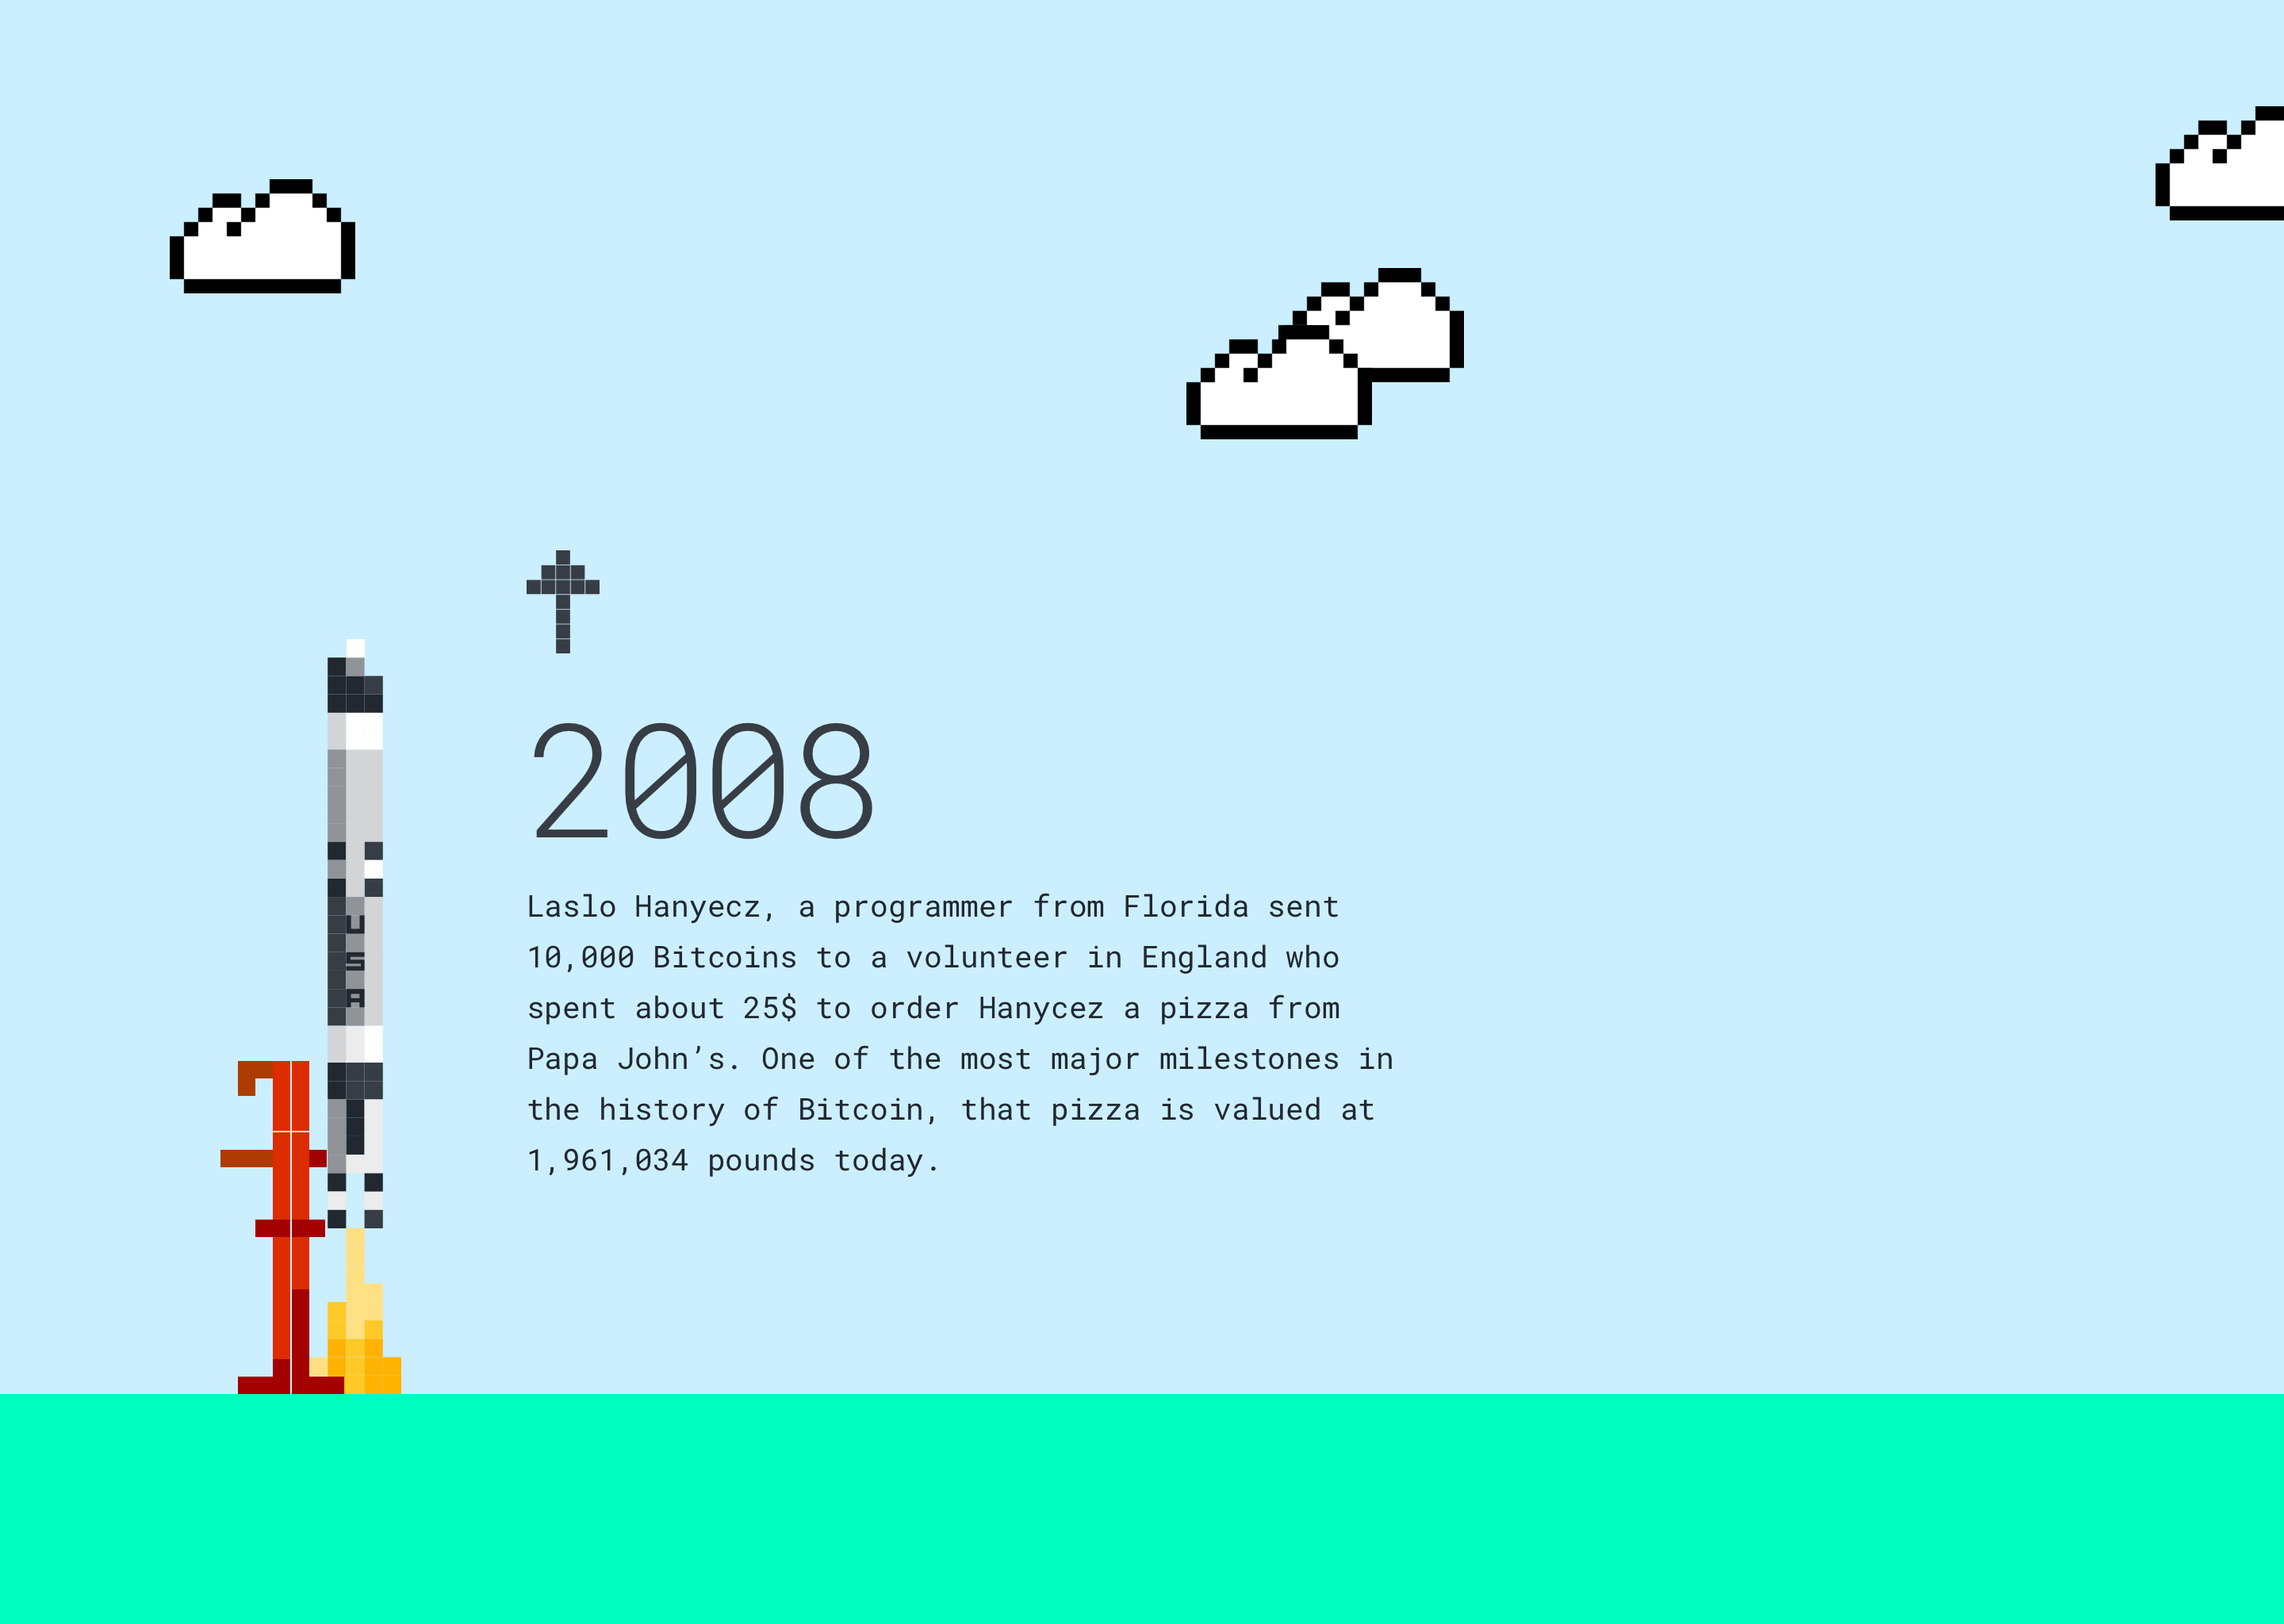 2008
Laslo Hanyecz, a programmer from Florida sent
10,000 Bitcoins to a volunteer in England who
spent about 25$ to order Hanycez a pizza from
Papa John’s. One of the most major milestones in
the history of Bitcoin, that pizza is valued at
1,961,034 pounds today.
U
S
A